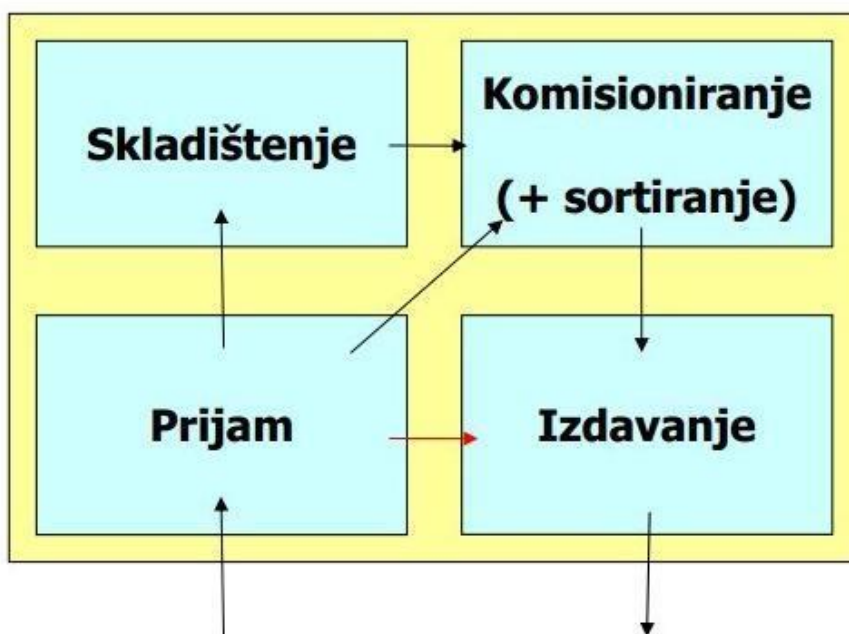 Skladištenje
Komisioniranje
(+ sortiranje)
Prijam
Izdavanje